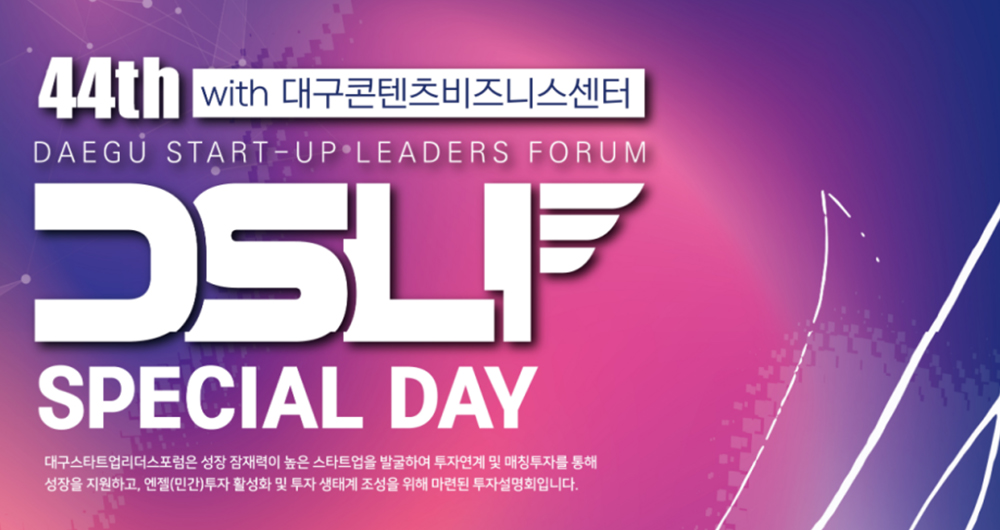 44th with 대구콘텐츠비즈니스센터
DAEGU START-UP LEADERS FORUM
DSLF
SPECIAL DAY
대구스타트업리더스포럼은 성장 잠재력이 높은 스타트업을 발굴하여 투자연계 및 매칭투자를 통해
성장을 지원하고, 엔젤(민간)투자 활성화 및 투자 생태계 조성을 위해 마련된 투자설명회입니다.